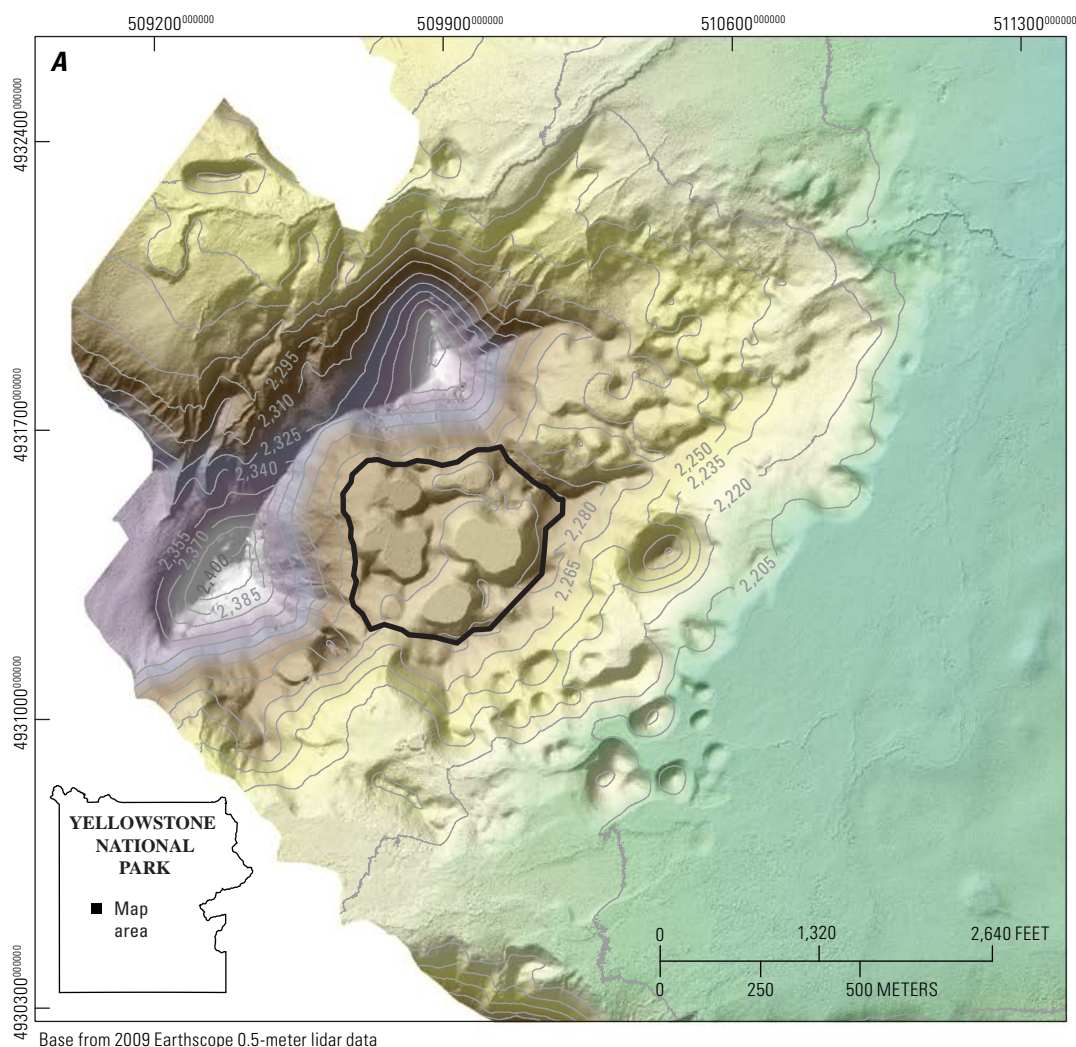 509200000000 509900000000 510600000000 511300000000
A
4932400000000
4931700000000
4931000000000
4930300000000
2,295
2,310
2,325
2,340
2,355
2,370
2,400
2,385
2,250
2,235
2,220
2,280
2,265
2,205
YELLOWSTONE
NATIONAL
PARK
Map
area
0 1,320 2,640 FEET
0 250 500 METERS
Base from 2009 Earthscope 0.5-meter lidar data